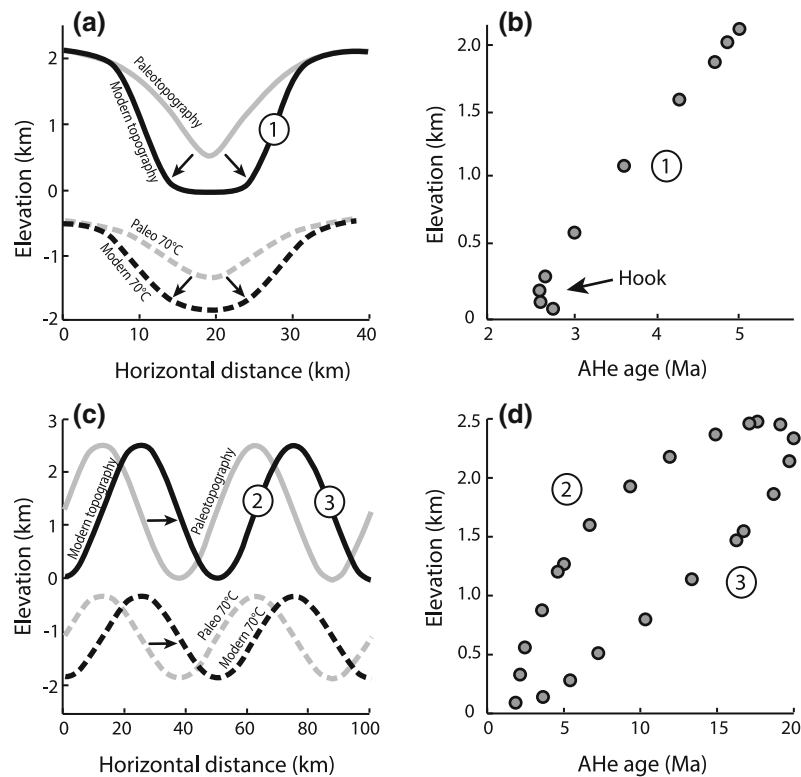 (a)
2
1
0
-1
-2
Elevation (km)
Paleotopography
Modern topography
1
Paleo 70°C
Modern 70°C
0
10
20
30
40
Horizontal distance (km)
(b)
2.0
1.5
1.0
0.5
0
Elevation (km)
1
Hook
2
3
4
5
AHe age (Ma)
(c)
3
2
1
0
-1
-2
Elevation (km)
Modern topography
Paleotopography
2
3
Paleo 70°C
Modern 70°C
0
20
40
60
80
100
Horizontal distance (km)
(d)
2.5
2.0
1.5
1.0
0.5
0
Elevation (km)
2
3
0
5
10
15
20
AHe age (Ma)